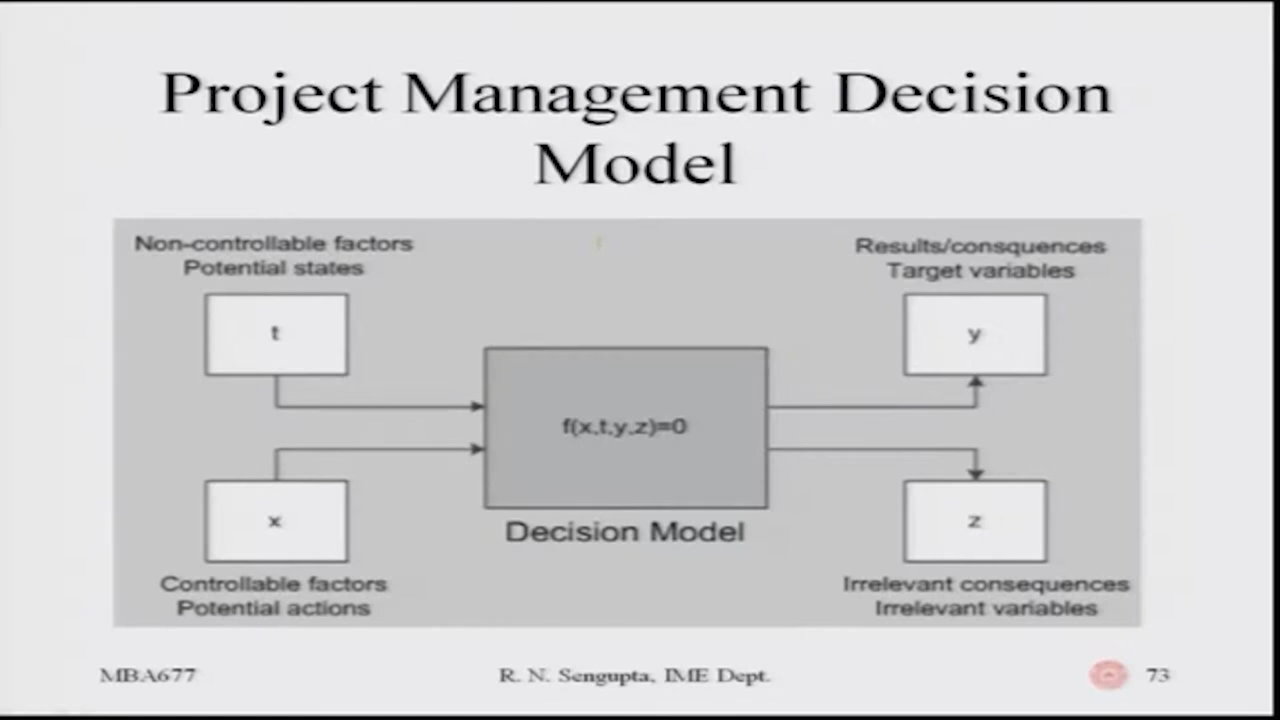 Project Management Decision
Model
Non-controllable factors
Potential states
t
Results/consquences
Target variables
y
f(x,t,y,z)=0
Decision Model
x
Controllable factors
Potential actions
z
Irrelevant consequences
Irrelevant variables
MBA677
R. N. Sengupta, IME Dept.
73